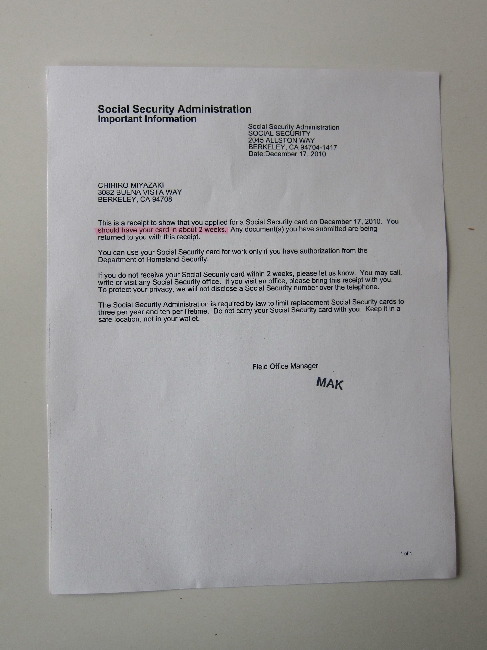 Social Security Administration
Important Information
Social Security Administration
SOCIAL SECURITY
2045 ALLSTON WAY
BERKELEY, CA 94704-1417
Date: December 17, 2010
CHIHIRO MIYAZAKI
3082 BUENA VISTA WAY
BERKELEY, CA 94708
This is a receipt to show that you applied for a Social Security card on December 17, 2010. You
should have your card in about 2 weeks. Any document(s) you have submitted are being
returned to you with this receipt.
You can use your Social Security card for work only if you have authorization from the
Department of Homeland Security.
If you do not receive your Social Security card within 2 weeks, please let us know. You may call,
write or visit any Social Security office. If you visit an office, please bring this receipt with you.
To protect your privacy, we will not disclose a Social Security number over the telephone.
The Social Security Administration is required by law to limit replacement Social Security cards to
three per year and ten per lifetime. Do not carry your Social Security card with you. Keep it in a
safe location, not in your wallet.
Field Office Manager
MAK